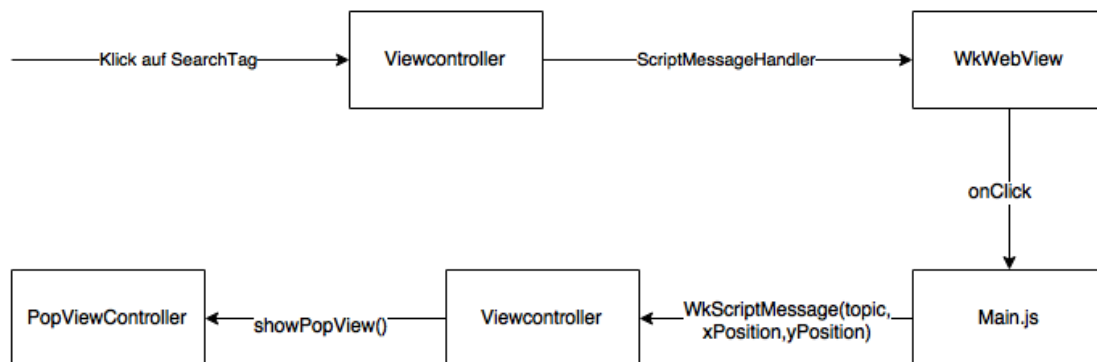 Klick auf SearchTag
Viewcontroller
ScriptMessageHandler
WkWebView
onClick
PopViewController
showPopView()
Viewcontroller
WkScriptMessage(topic,
xPosition,yPosition)
Main.js